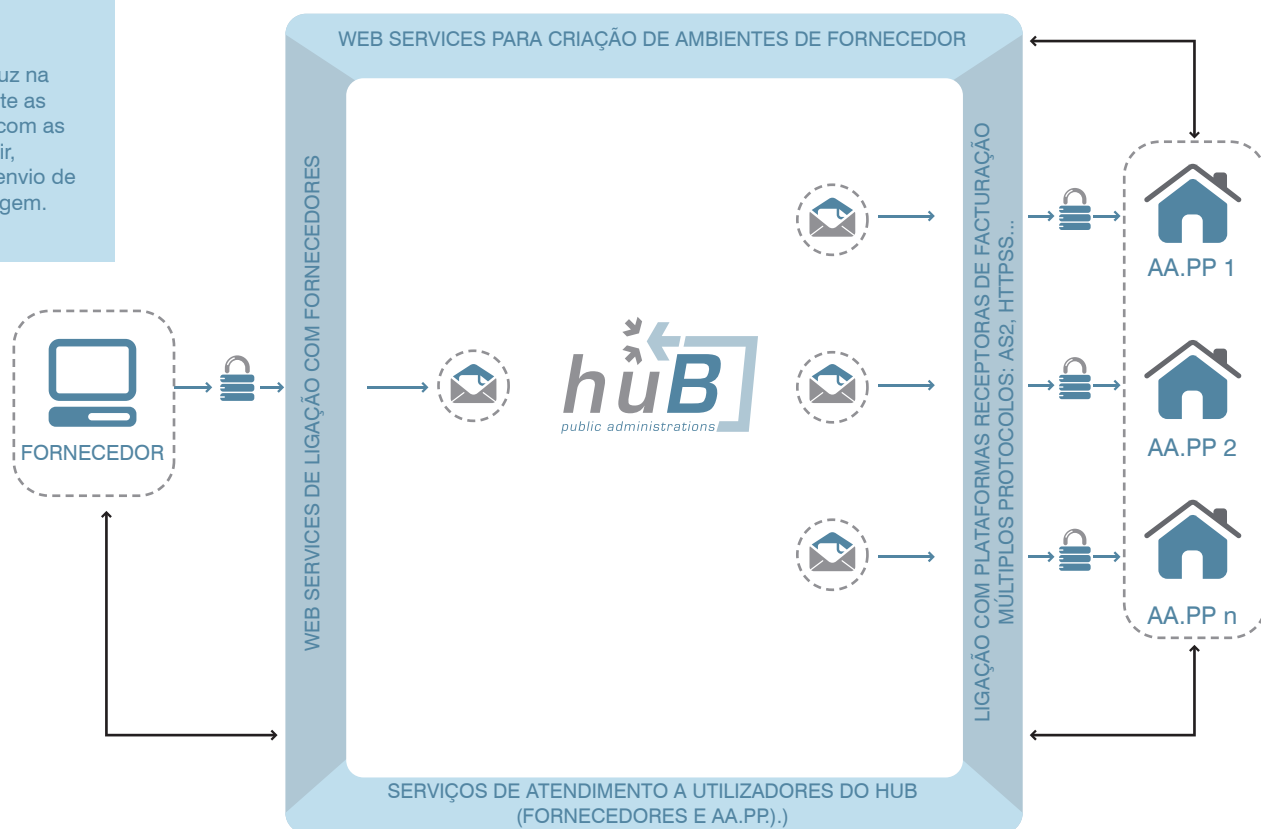 WEB SERVICES PARA CRIAÇÃO DE AMBIENTES DE FORNECEDOR
uz na
te as
com as
ir,
envio de
gem.
WEB SERVICES DE LIGAÇÃO COM FORNECEDORES
FORNECEDOR
huB
public administrations
LIGAÇÃO COM PLATAFORMAS RECEPTORAS DE FACTURAÇÃO
MÚLTIPLOS PROTOCOLOS: AS2, HTTPSS...
AA.PP 1
AA.PP 2
AA.PP n
SERVIÇOS DE ATENDIMENTO A UTILIZADORES DO HUB
(FORNECEDORES E AA.PP.).)